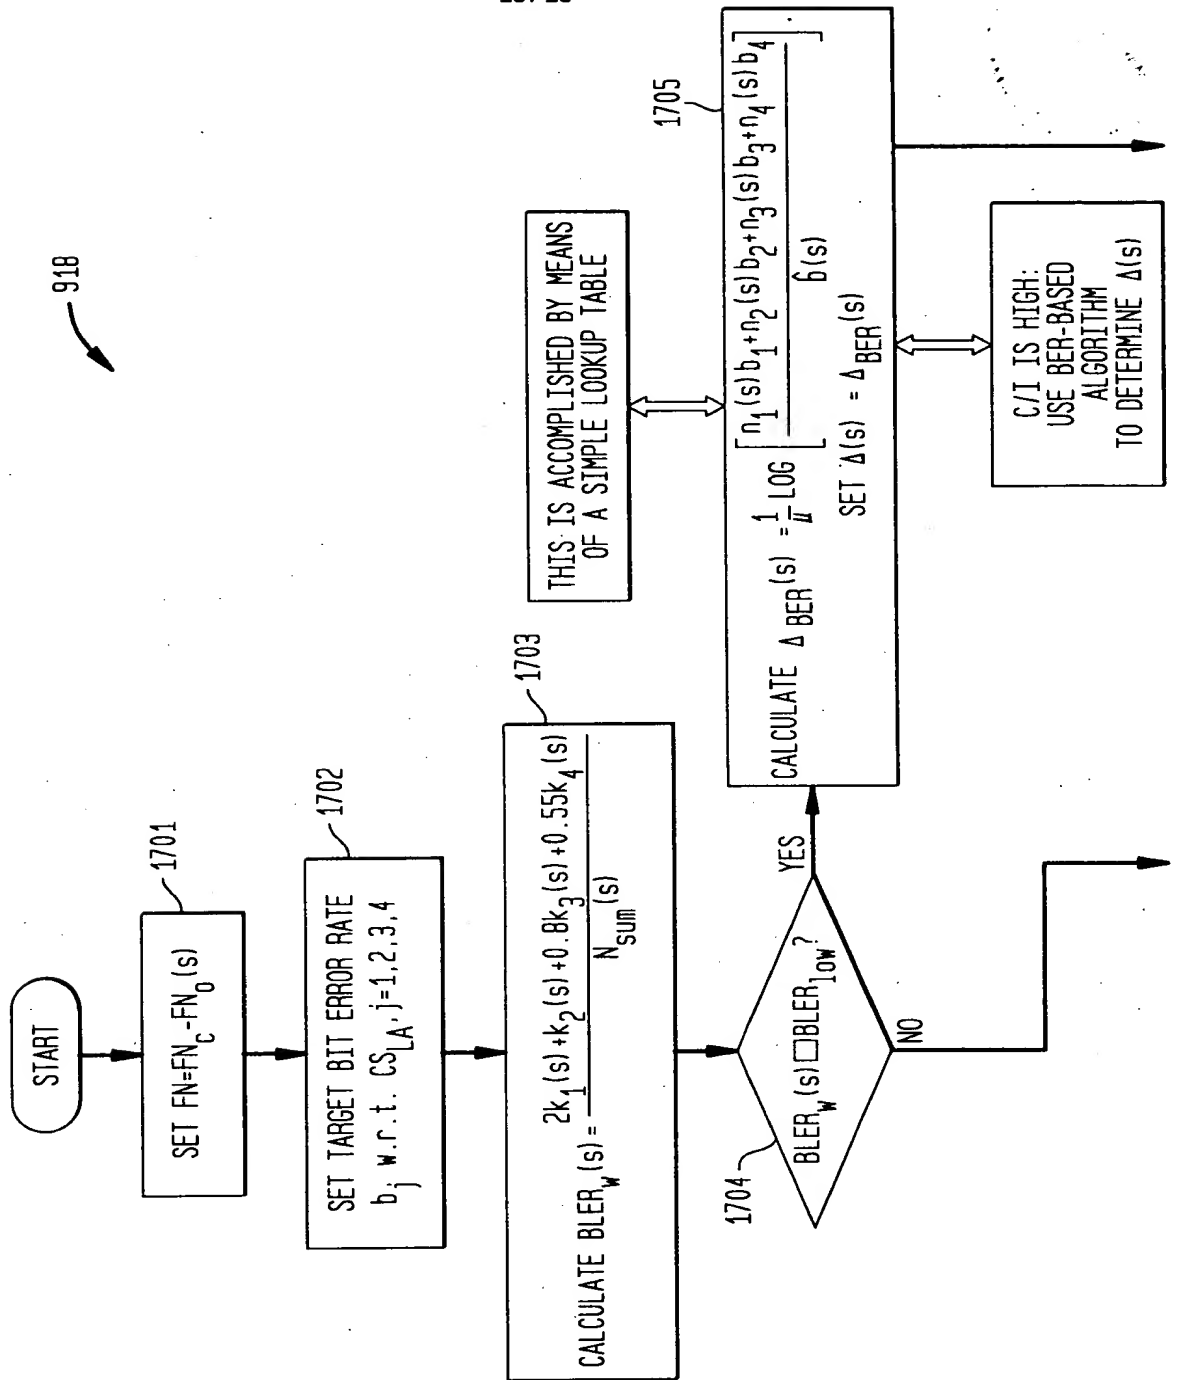 918
START
1701
SET FN=FN_c-FN_0(s)
1702
SET TARGET BIT ERROR RATE
b_j w.r.t. CS_LA, j=1,2,3,4
1703
CALCULATE BLER_w(s) = 2k_1(s)+k_2(s)+0.8k_3(s)+0.55k_4(s)
N_sum(s)
1704
BLER_w(s)□BLER_low?
YES
NO
THIS IS ACCOMPLISHED BY MEANS
OF A SIMPLE LOOKUP TABLE
1705
CALCULATE Δ_BER(s) = 1/μ LOG [n_1(s)b_1+n_2(s)b_2+n_3(s)b_3+n_4(s)b_4]
b̂(s)
SET Δ(s) = Δ_BER(s)
C/I IS HIGH:
USE BER-BASED
ALGORITHM
TO DETERMINE Δ(s)